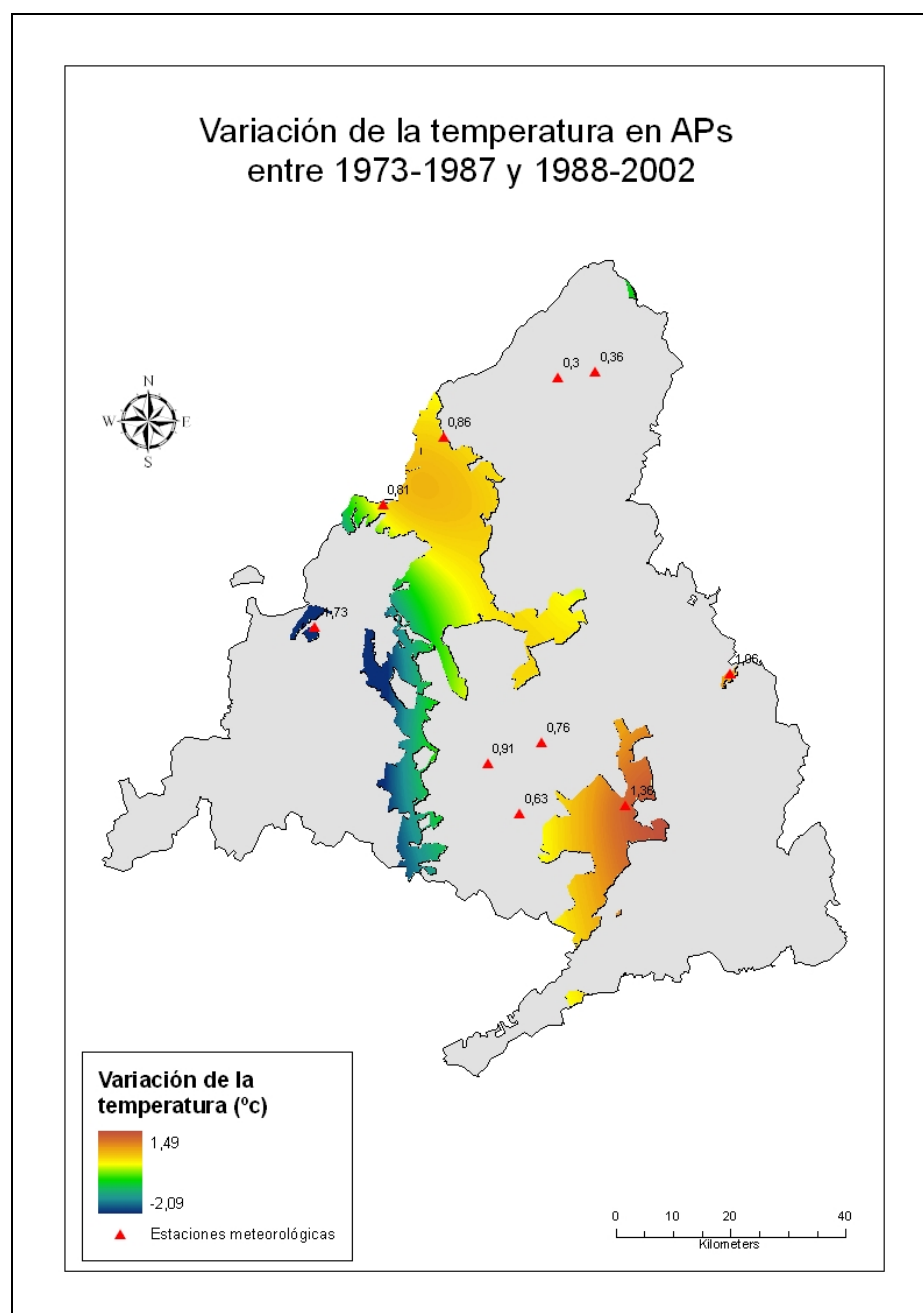 Variación de la temperatura en APs
entre 1973-1987 y 1988-2002
0,3
0,36
N
W E
S
0,86
0,81
1,06
0,76
0,91
0,63
1,36
Variación de la
temperatura (ºc)
1,49
-2,09
Estaciones meteorológicas
0 10 20 40
Kilometers